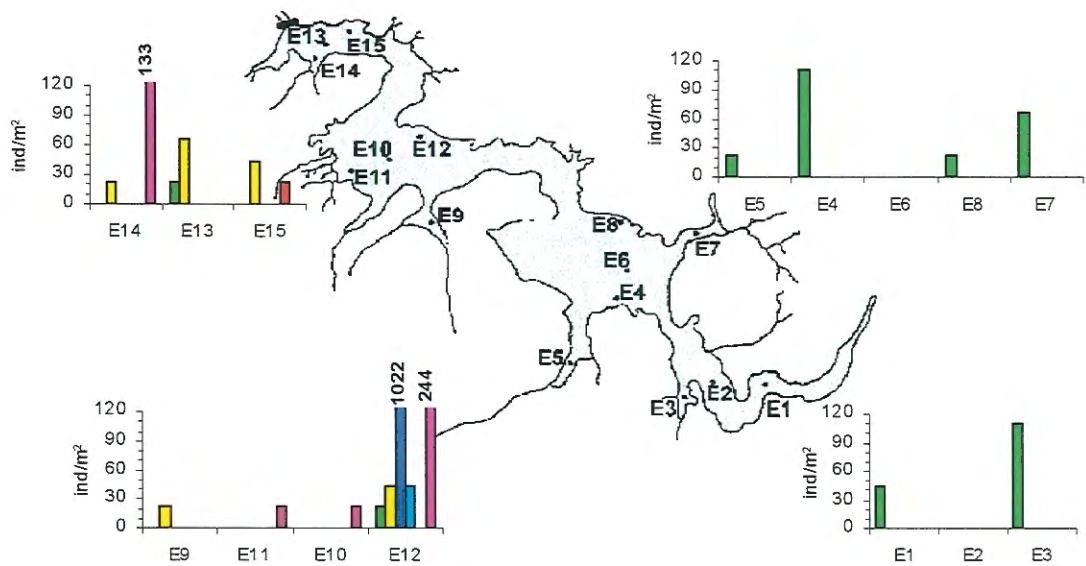 133
120
90
60
30
0
ind/m²
E14 E13 E15
E13 E15
E14
E10 E12
E11
E9
E8
E7
E6
E4
E5
E2
E3 E1
120
90
60
30
0
ind/m²
E5 E4 E6 E8 E7
1022
244
120
90
60
30
0
ind/m²
E9 E11 E10 E12
120
90
60
30
0
ind/m²
E1 E2 E3